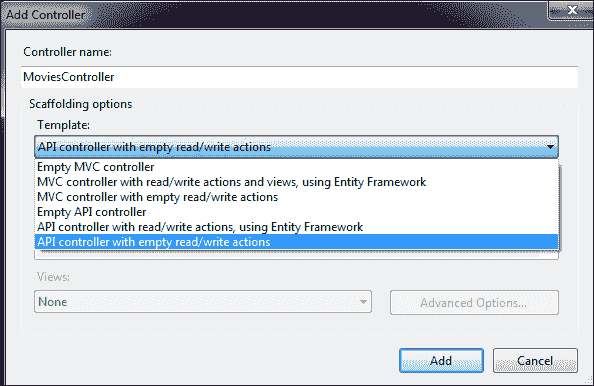 Add Controller
Controller name:
MoviesController
Scaffolding options
Template:
API controller with empty read/write actions
Empty MVC controller
MVC controller with read/write actions and views, using Entity Framework
MVC controller with empty read/write actions
Empty API controller
API controller with read/write actions, using Entity Framework
API controller with empty read/write actions
Views:
None
Advanced Options...
Add
Cancel